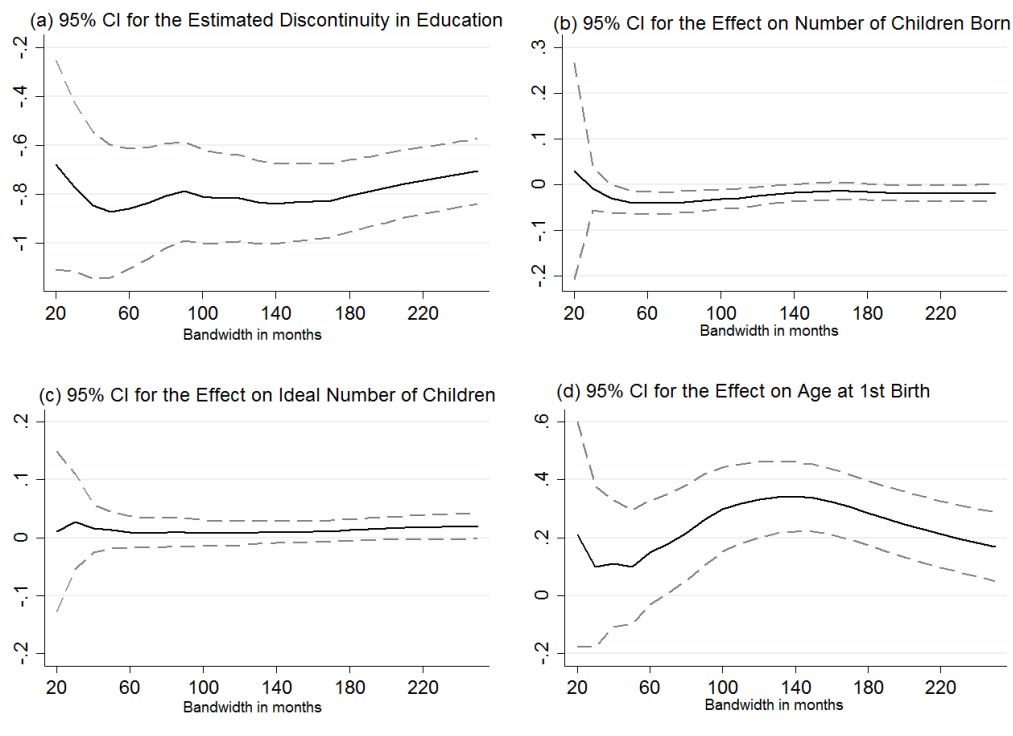 (a) 95% CI for the Estimated Discontinuity in Education
-.2
-.4
-.6
-.8
-1
20 60 100 140 180 220
Bandwidth in months
(b) 95% CI for the Effect on Number of Children Born
.3
.2
.1
0
-.1
-.2
20 60 100 140 180 220
Bandwidth in months
(c) 95% CI for the Effect on Ideal Number of Children
.2
.1
0
-.1
-.2
20 60 100 140 180 220
Bandwidth in months
(d) 95% CI for the Effect on Age at 1st Birth
.6
.4
.2
0
-.2
20 60 100 140 180 220
Bandwidth in months